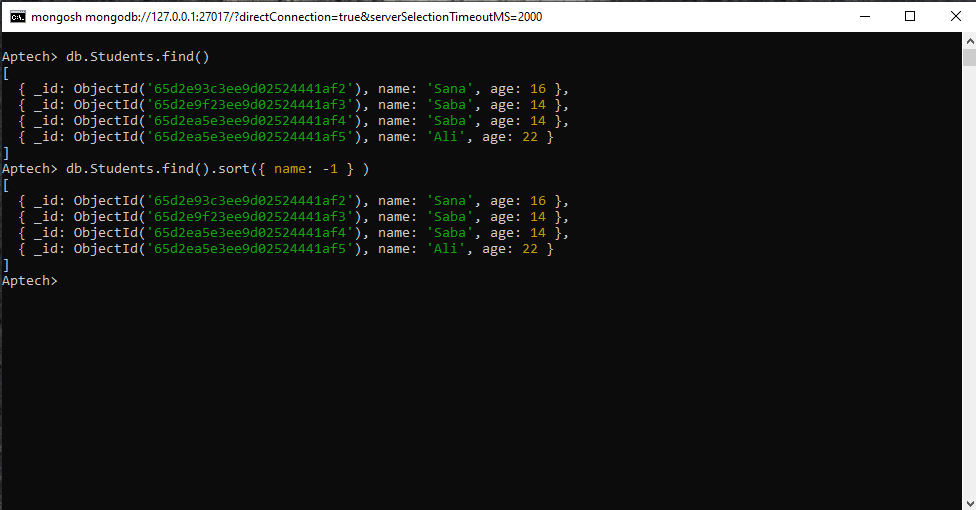 mongosh mongodb://127.0.0.1:27017/?directConnection=true&serverSelectionTimeoutMS=2000
Aptech> db.Students.find()
[
  { _id: ObjectId('65d2e93c3ee9d02524441af2'), name: 'Sana', age: 16 },
  { _id: ObjectId('65d2e9f23ee9d02524441af3'), name: 'Saba', age: 14 },
  { _id: ObjectId('65d2ea5e3ee9d02524441af4'), name: 'Saba', age: 14 },
  { _id: ObjectId('65d2ea5e3ee9d02524441af5'), name: 'Ali', age: 22 }
]
Aptech> db.Students.find().sort({ name: -1 } )
[
  { _id: ObjectId('65d2e93c3ee9d02524441af2'), name: 'Sana', age: 16 },
  { _id: ObjectId('65d2e9f23ee9d02524441af3'), name: 'Saba', age: 14 },
  { _id: ObjectId('65d2ea5e3ee9d02524441af4'), name: 'Saba', age: 14 },
  { _id: ObjectId('65d2ea5e3ee9d02524441af5'), name: 'Ali', age: 22 }
]
Aptech>